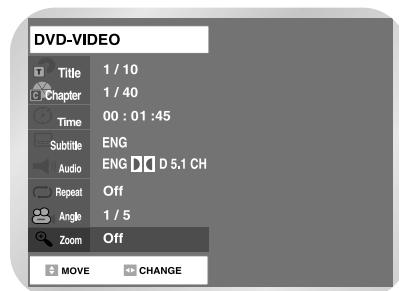 DVD-VIDEO
T Title 1 / 10
C Chapter 1 / 40
Time 00 : 01 :45
Subtitle ENG
Audio ENG D 5.1 CH
Repeat Off
Angle 1 / 5
Zoom Off
MOVE CHANGE